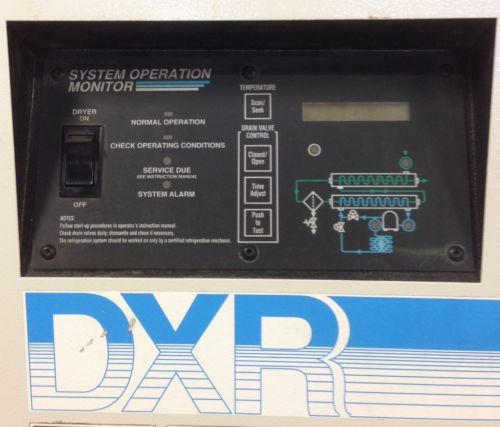 SYSTEM OPERATION
MONITOR
DRYER
ON
OFF
NORMAL OPERATION
CHECK OPERATING CONDITIONS
SERVICE DUE
SEE INSTRUCTION MANUAL
SYSTEM ALARM
NOTES:
Follow start-up procedures in operator's instruction manual.
Check drain valves daily; dismantle and clean if necessary.
The refrigeration system should be worked on only by a certified refrigeration mechanic.
TEMPERATURE
Scan/
Seek
DRAIN VALVE
CONTROL
Closed/
Open
Time
Adjust
Push
to
Test
DXR